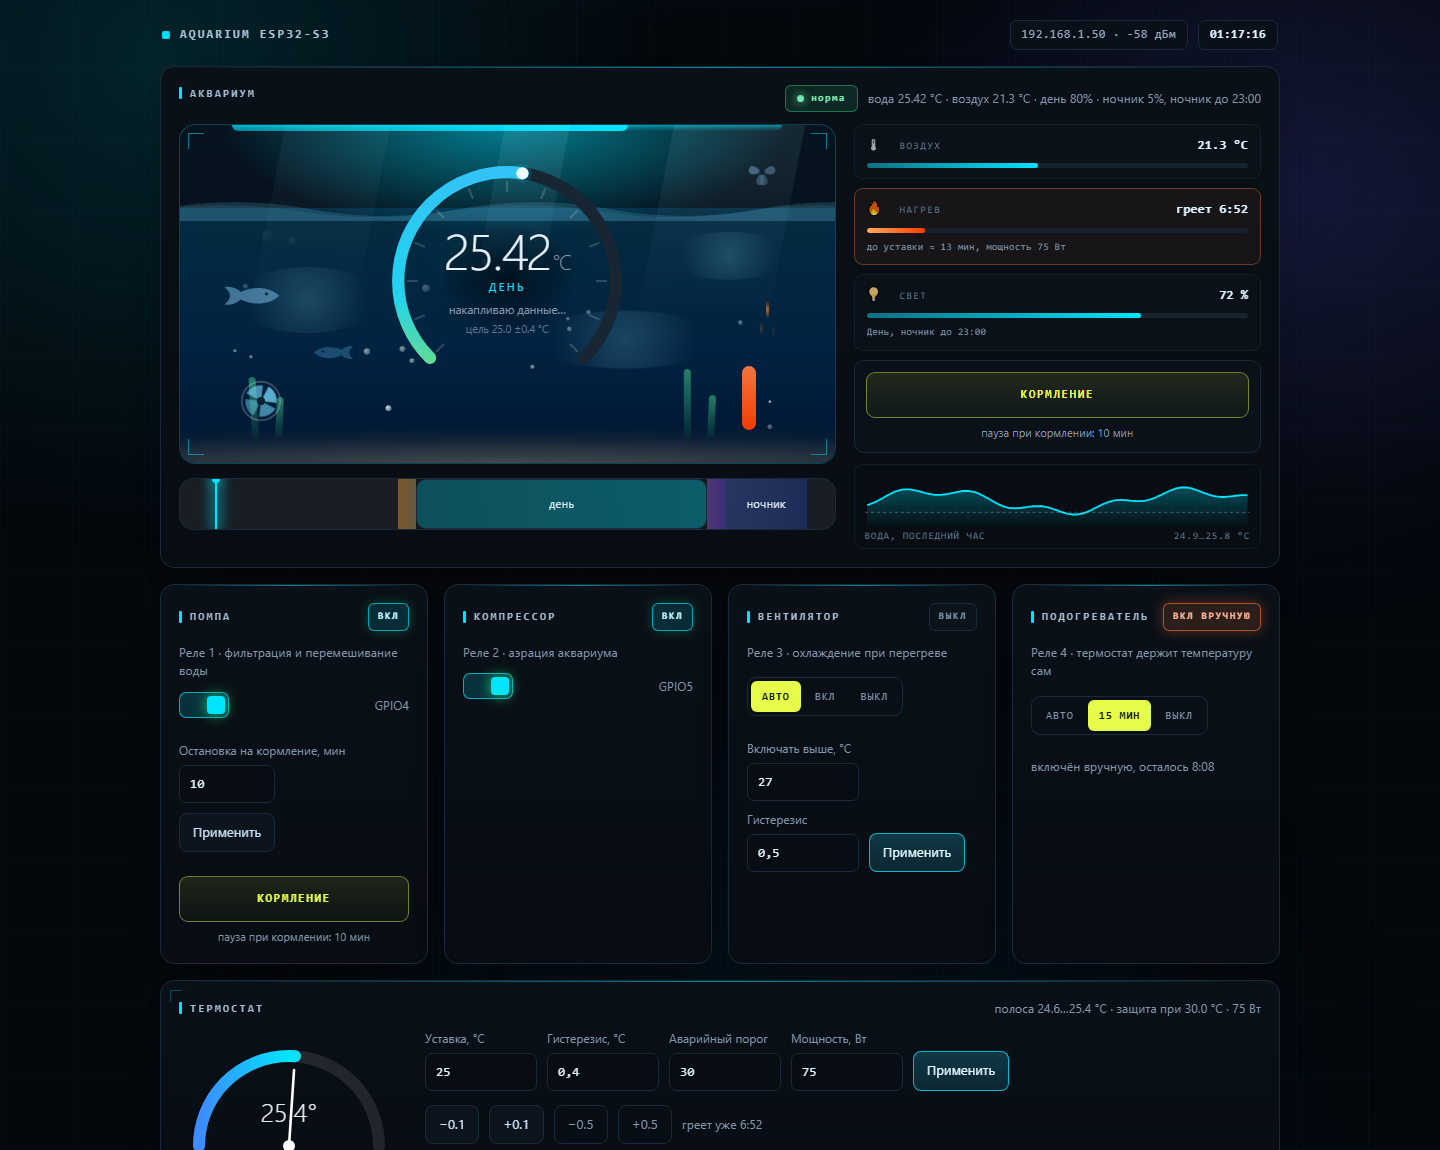 AQUARIUM ESP32-S3
192.168.1.50 · -58 дБм
01:17:16
АКВАРИУМ
норма
вода 25.42 °C · воздух 21.3 °C · день 80% · ночник 5%, ночник до 23:00
25.42°C
ДЕНЬ
накапливаю данные...
цель 25.0 ±0.4 °C
день
ночник
ВОЗДУХ
21.3 °C
НАГРЕВ
греет 6:52
до уставки ≈ 13 мин, мощность 75 Вт
СВЕТ
72 %
День, ночник до 23:00
КОРМЛЕНИЕ
пауза при кормлении: 10 мин
ВОДА, ПОСЛЕДНИЙ ЧАС
24.9…25.8 °C
ПОМПА
ВКЛ
Реле 1 · фильтрация и перемешивание
воды
GPIO4
Остановка на кормление, мин
10
Применить
КОРМЛЕНИЕ
пауза при кормлении: 10 мин
КОМПРЕССОР
ВКЛ
Реле 2 · аэрация аквариума
GPIO5
ВЕНТИЛЯТОР
ВЫКЛ
Реле 3 · охлаждение при перегреве
АВТО
ВКЛ
ВЫКЛ
Включать выше, °C
27
Гистерезис
0,5
Применить
ПОДОГРЕВАТЕЛЬ
ВКЛ ВРУЧНУЮ
Реле 4 · термостат держит температуру
сам
АВТО
15 МИН
ВЫКЛ
включён вручную, осталось 8:08
ТЕРМОСТАТ
полоса 24.6…25.4 °C · защита при 30.0 °C · 75 Вт
25.4°
Уставка, °C
Гистерезис, °C
Аварийный порог
Мощность, Вт
25
0,4
30
75
Применить
−0.1
+0.1
−0.5
+0.5
греет уже 6:52